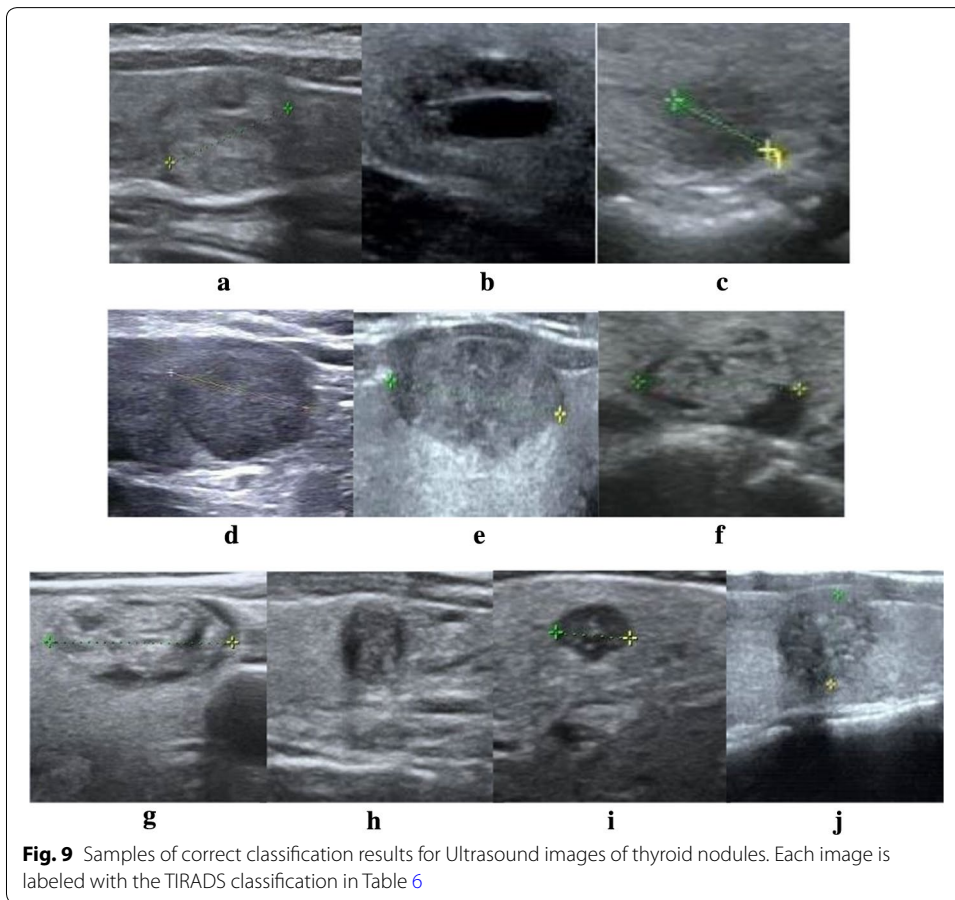 a b c
d e f
g h i j
Fig. 9 Samples of correct classification results for Ultrasound images of thyroid nodules. Each image is
labeled with the TIRADS classification in Table 6